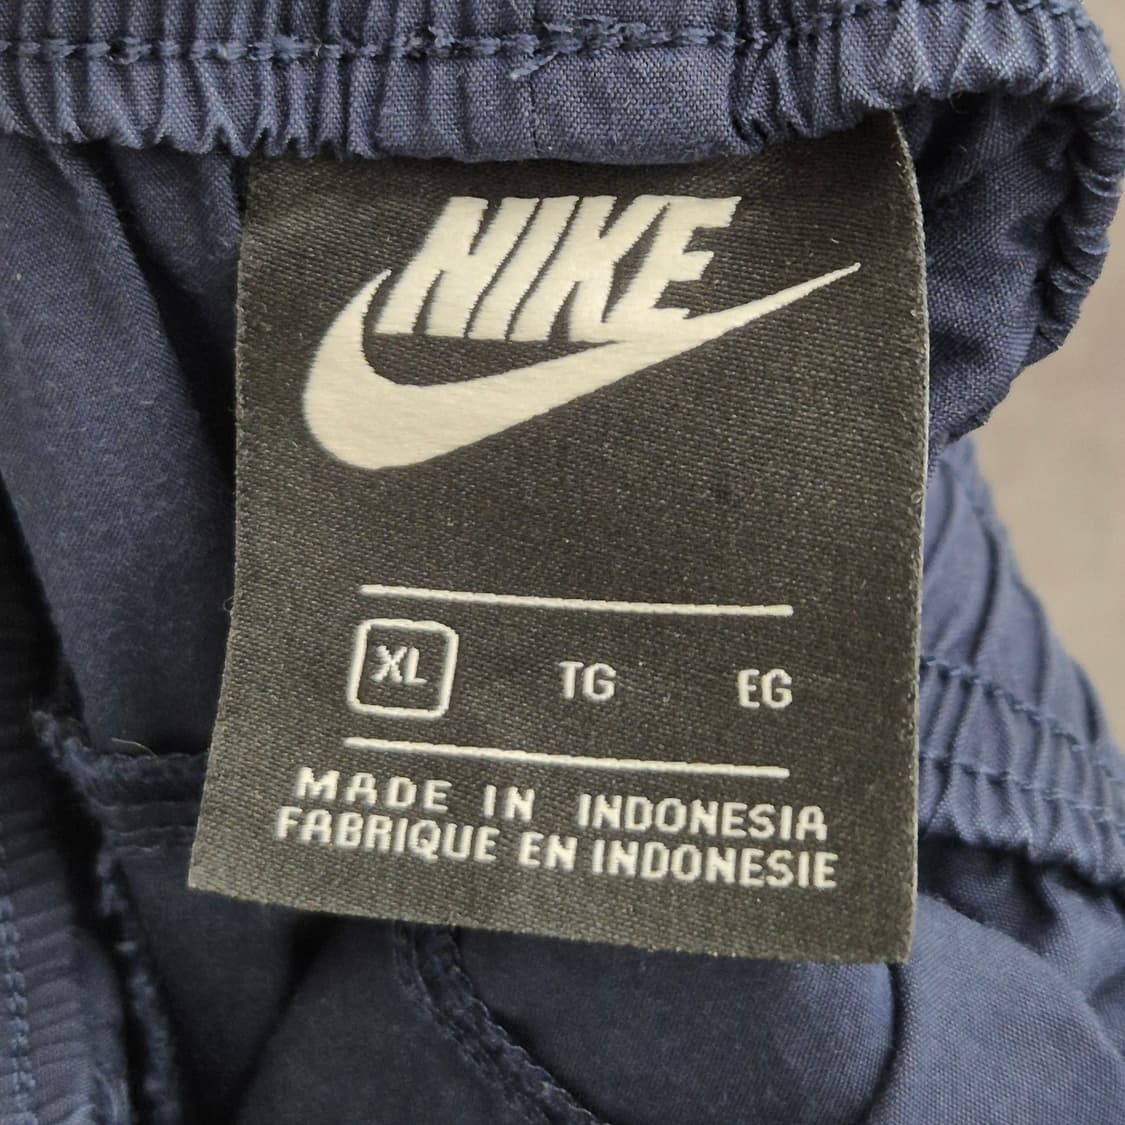 NIKE
XL TG EG
MADE IN INDONESIA
FABRIQUE EN INDONESIE